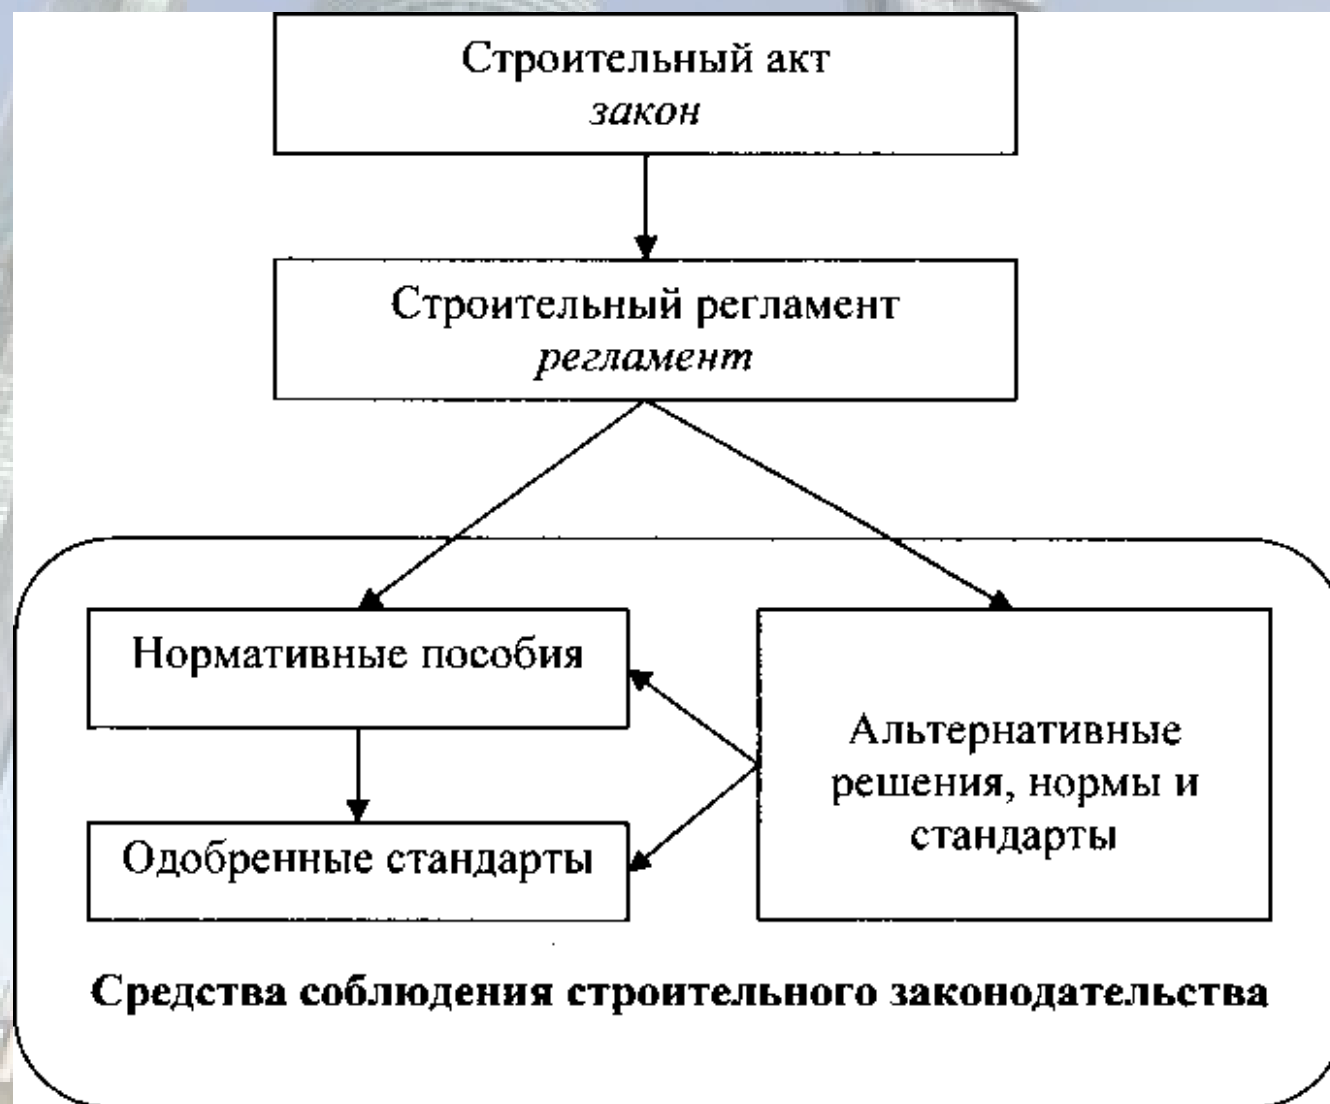 Строительный акт
закон
Строительный регламент
регламент
Нормативные пособия
Одобренные стандарты
Альтернативные
решения, нормы и
стандарты
Средства соблюдения строительного законодательства